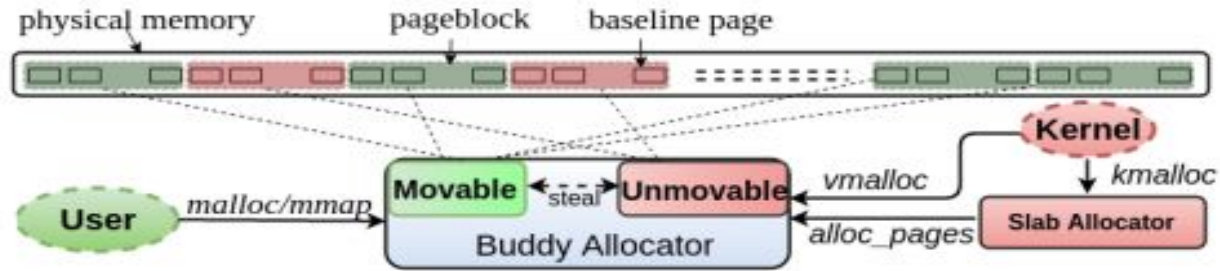 physical memory
pageblock
baseline page
Kernel
Movable
steal
Unmovable
vmalloc
kmalloc
User
malloc/mmap
Buddy Allocator
alloc_pages
Slab Allocator